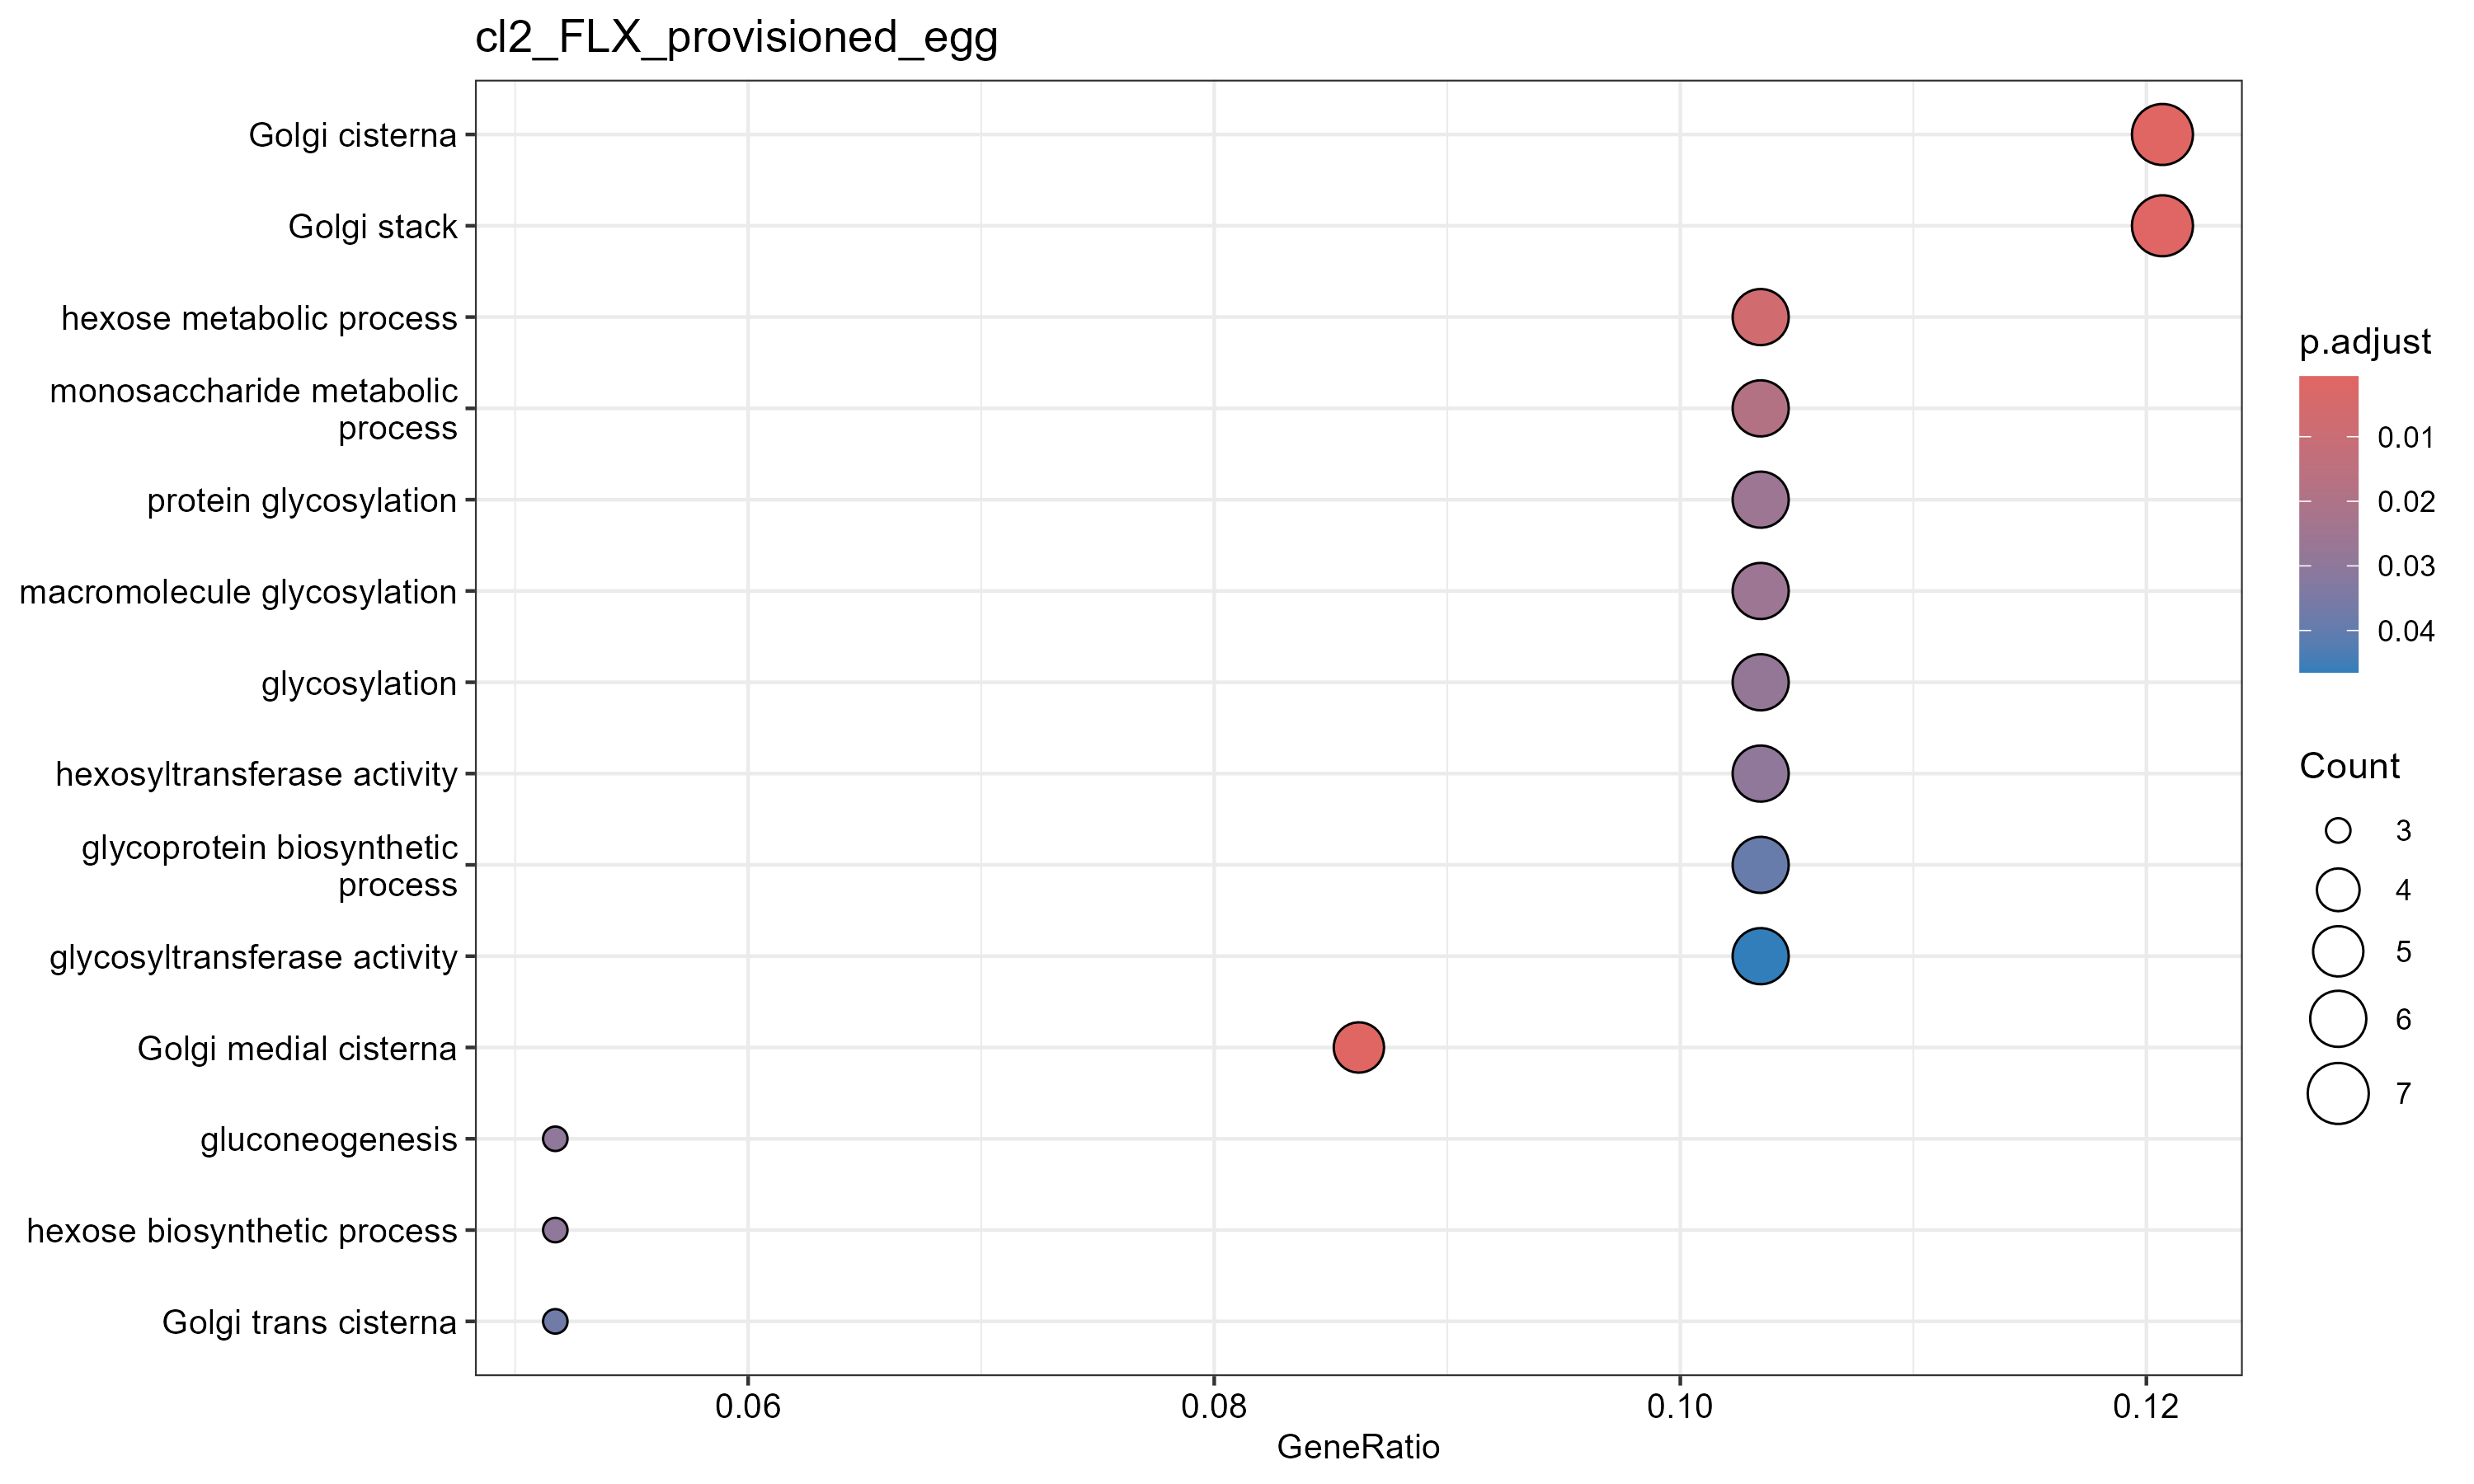 cl2_FLX_provisioned_egg
Golgi cisterna
Golgi stack
hexose metabolic process
monosaccharide metabolic
process
protein glycosylation
macromolecule glycosylation
glycosylation
hexosyltransferase activity
glycoprotein biosynthetic
process
glycosyltransferase activity
Golgi medial cisterna
gluconeogenesis
hexose biosynthetic process
Golgi trans cisterna
0.06 0.08 0.10 0.12
GeneRatio
p.adjust
0.01
0.02
0.03
0.04
Count
3
4
5
6
7